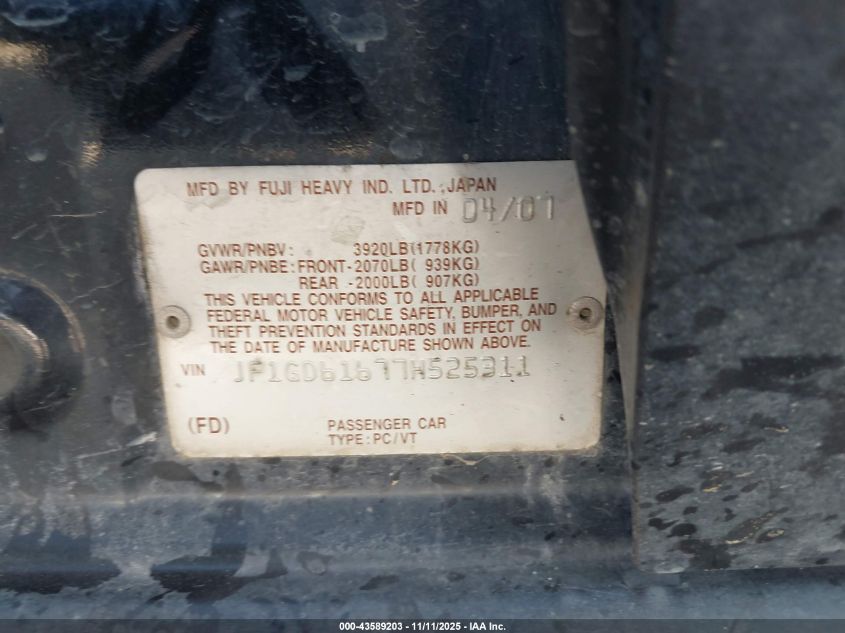 MFD BY FUJI HEAVY IND. LTD., JAPAN
MFD IN 04/07
GVWR/PNBV: 3920LB(1778KG)
GAWR/PNBE: FRONT-2070LB( 939KG)
REAR -2000LB( 907KG)
THIS VEHICLE CONFORMS TO ALL APPLICABLE
FEDERAL MOTOR VEHICLE SAFETY, BUMPER, AND
THEFT PREVENTION STANDARDS IN EFFECT ON
THE DATE OF MANUFACTURE SHOWN ABOVE.
VIN JF1GD61677H525311
(FD) PASSENGER CAR
TYPE: PC/VT
000-43589203 - 11/11/2025 - IAA Inc.